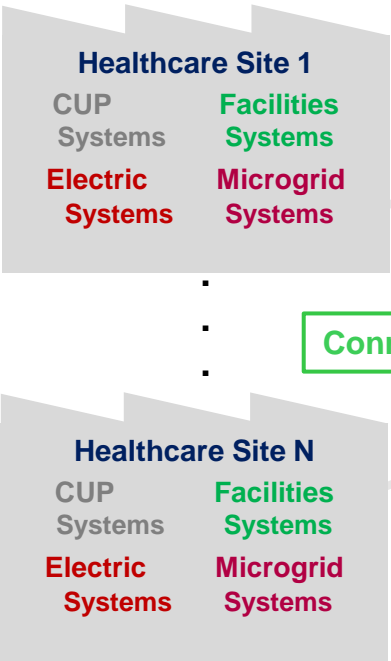 Healthcare Site 1
CUP Facilities
Systems Systems
Electric Microgrid
Systems Systems
.
.
.
Healthcare Site N
CUP Facilities
Systems Systems
Electric Microgrid
Systems Systems